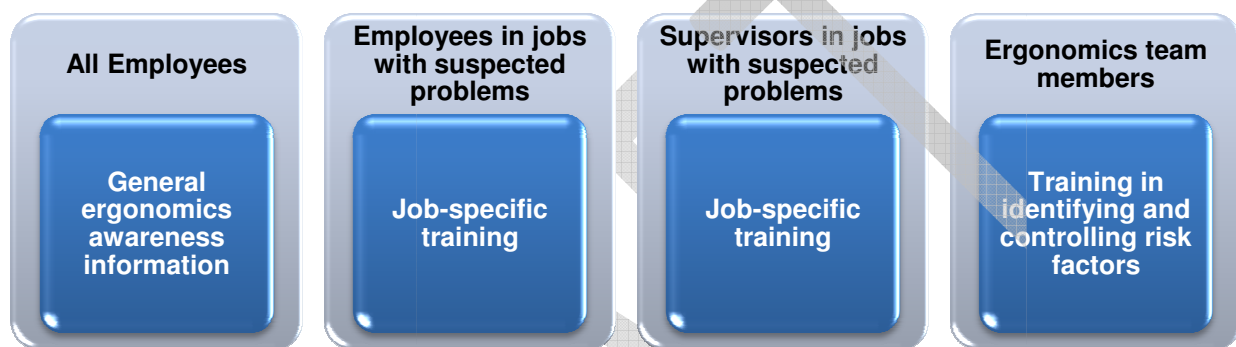 All Employees
General
ergonomics
awareness
information
Employees in jobs
with suspected
problems
Job-specific
training
Supervisors in jobs
with suspected
problems
Job-specific
training
Ergonomics team
members
Training in
identifying and
controlling risk
factors